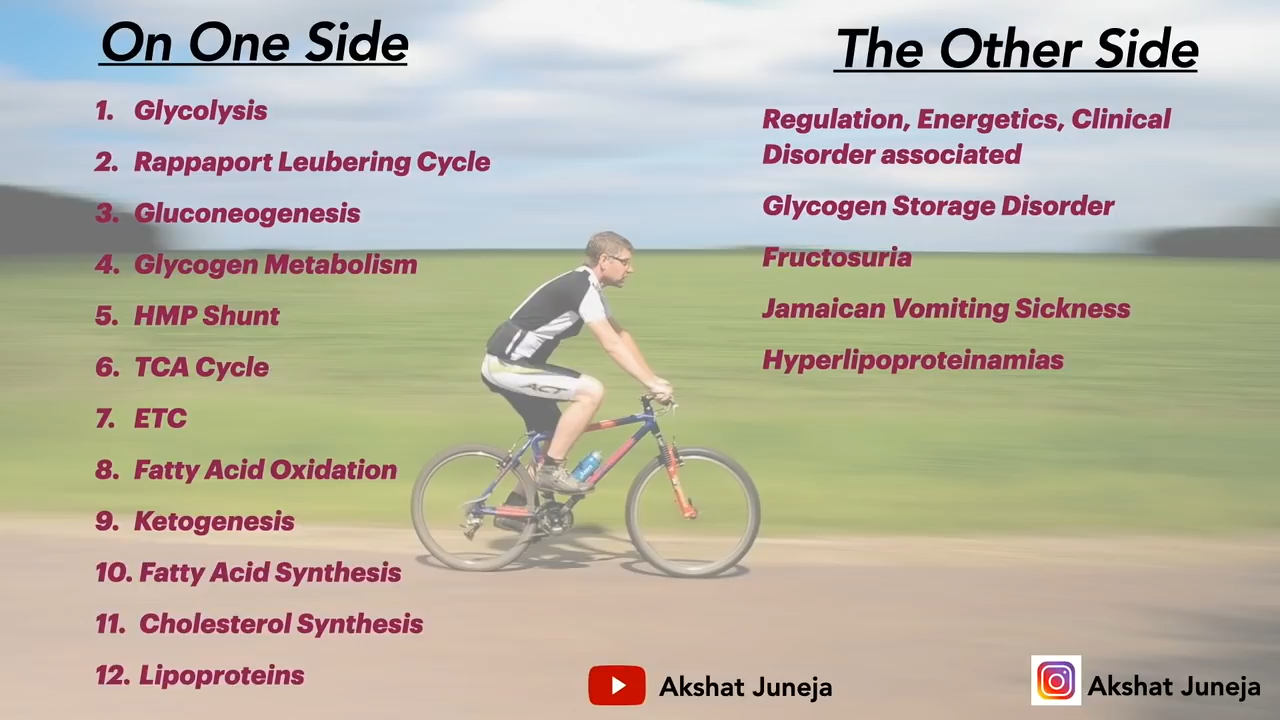 On One Side
1. Glycolysis
2. Rappaport Leubering Cycle
3. Gluconeogenesis
4. Glycogen Metabolism
5. HMP Shunt
6. TCA Cycle
7. ETC
8. Fatty Acid Oxidation
9. Ketogenesis
10. Fatty Acid Synthesis
11. Cholesterol Synthesis
12. Lipoproteins
The Other Side
Regulation, Energetics, Clinical
Disorder associated
Glycogen Storage Disorder
Fructosuria
Jamaican Vomiting Sickness
Hyperlipoproteinamias
ACT
Akshat Juneja
Akshat Juneja